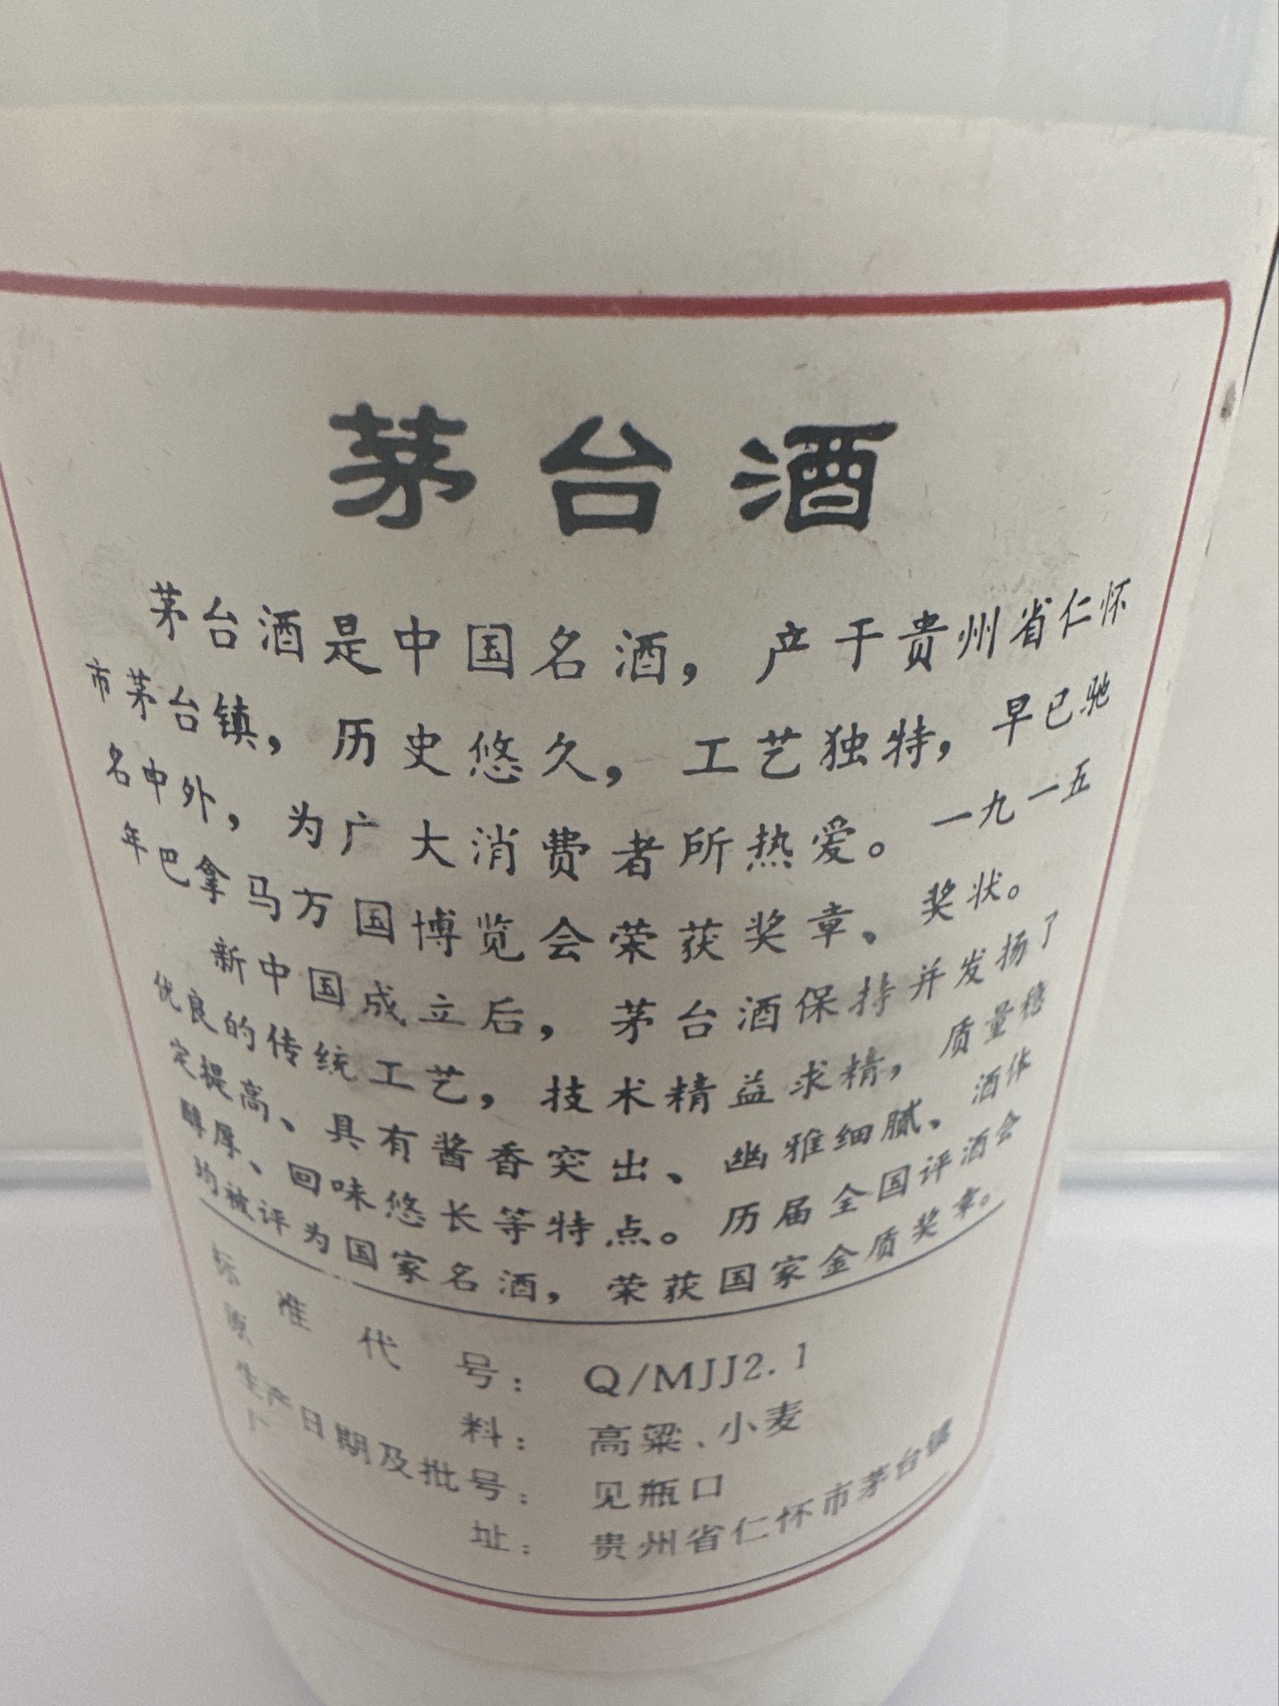 茅台酒
茅台酒是中国名酒，产于贵州省仁怀
市茅台镇，历史悠久，工艺独特，早已驰
名中外，为广大消费者所热爱。一九一五
年巴拿马万国博览会荣获奖章、奖状。
新中国成立后，茅台酒保持并发扬了
优良的传统工艺，技术精益求精，质量稳
定提高、具有酱香突出、幽雅细腻、酒体
醇厚、回味悠长等特点。历届全国评酒会
均被评为国家名酒，荣获国家金质奖章。
标准代号：Q/MJJ2.1
原料：高粱、小麦
生产日期及批号：见瓶口
厂址：贵州省仁怀市茅台镇